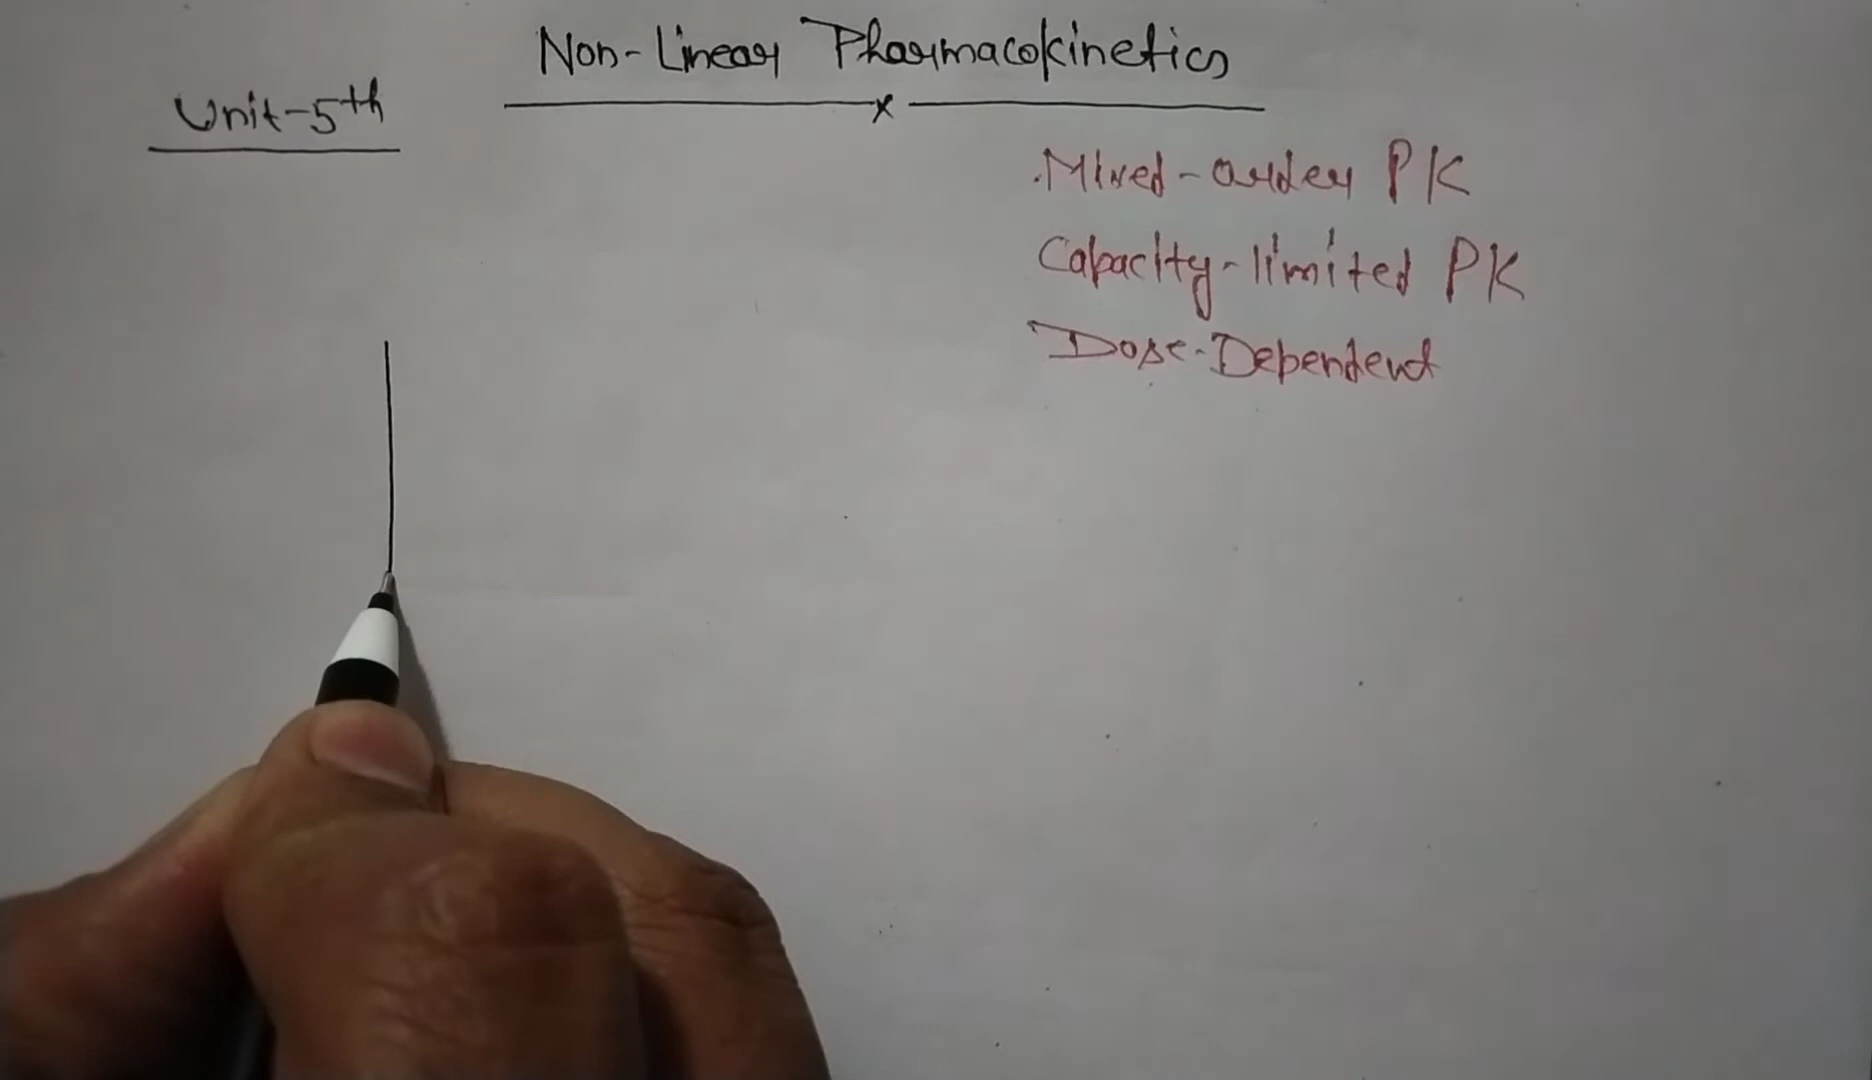 Non-Linear Pharmacokinetics
Unit-5th
Mixed-order PK
Capacity-limited PK
Dose-Dependent